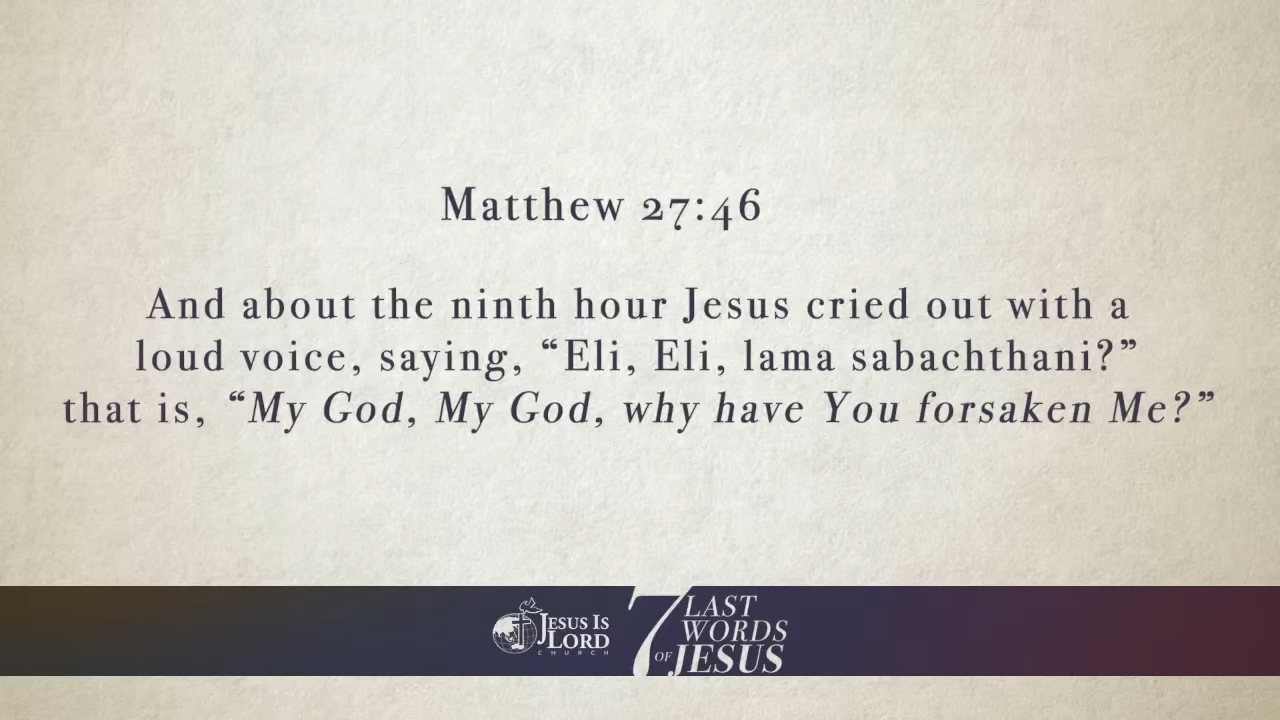 Matthew 27:46
And about the ninth hour Jesus cried out with a
loud voice, saying, “Eli, Eli, lama sabachthani?”
that is, “My God, My God, why have You forsaken Me?”
JESUS IS
LORD
CHURCH
7 LAST
WORDS
OF JESUS